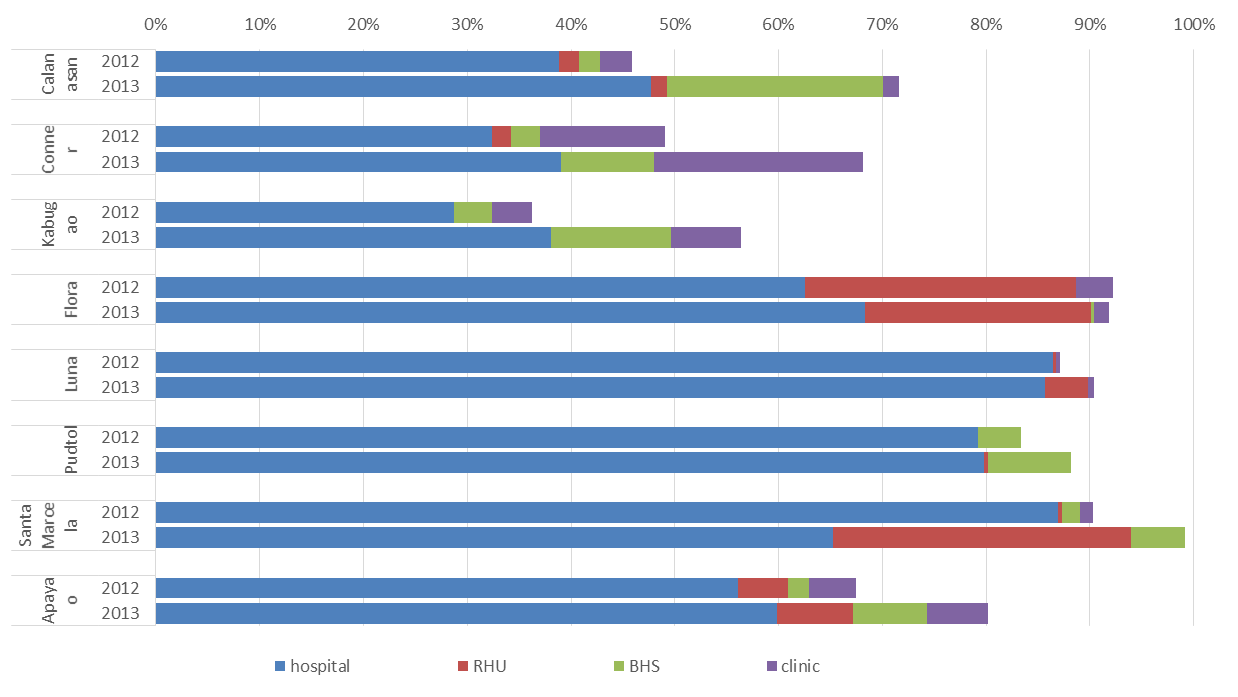 0% 10% 20% 30% 40% 50% 60% 70% 80% 90% 100%
Calan
asan
2012
2013
Conne
r
2012
2013
Kabug
ao
2012
2013
Flora
2012
2013
Luna
2012
2013
Pudtol
2012
2013
Santa
Marce
la
2012
2013
Apaya
o
2012
2013
hospital RHU BHS clinic